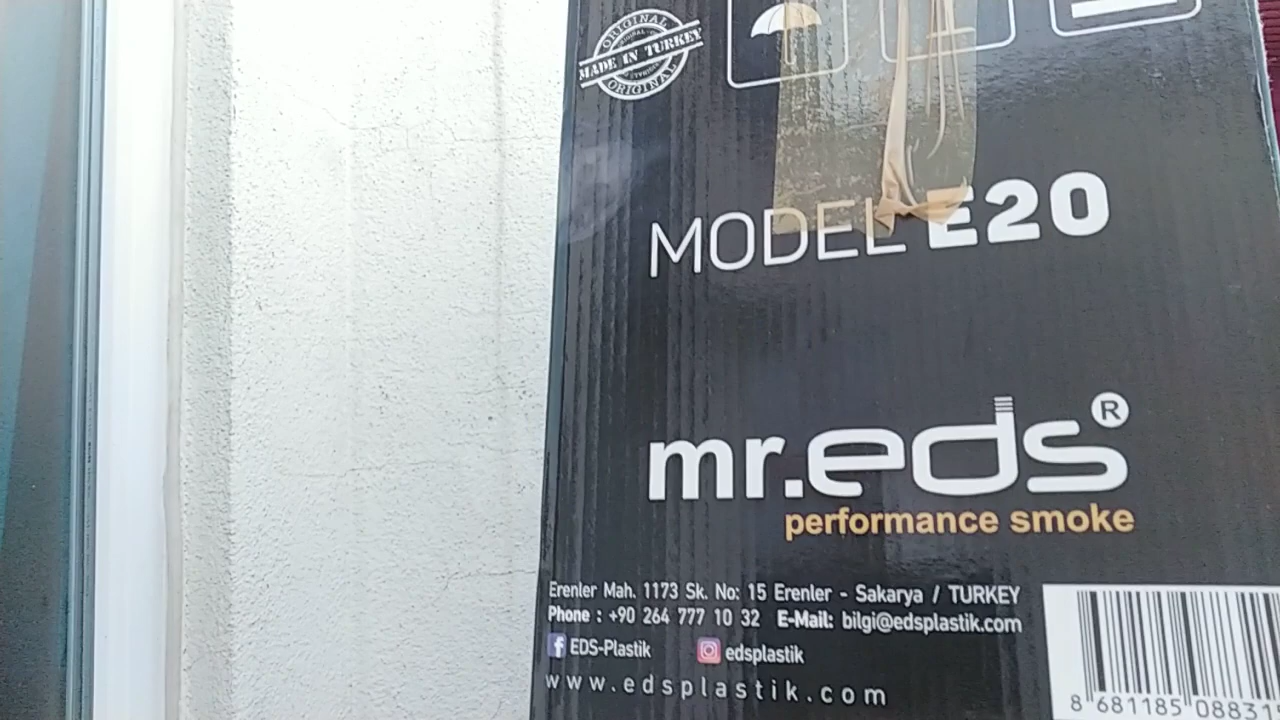 ORIGINAL
MADE IN TURKEY
ORIGINAL
MODEL E20
mr.eds®
performance smoke
Erenler Mah. 1173 Sk. No: 15 Erenler - Sakarya / TURKEY
Phone : +90 264 777 10 32 E-Mail: bilgi@edsplastik.com
f EDS-Plastik edsplastik
www.edsplastik.com
8 681185 08831